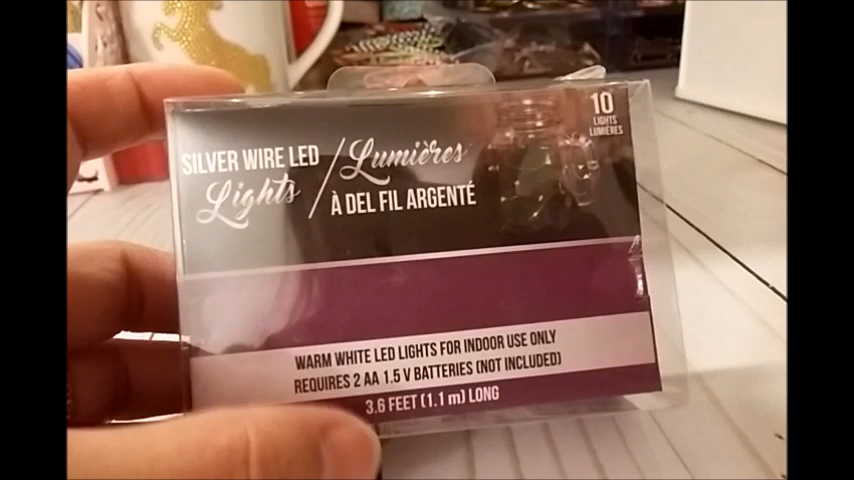 10
LIGHTS
LUMIÈRES
SILVER WIRE LED
Lights
/ Lumières
À DEL FIL ARGENTÉ
WARM WHITE LED LIGHTS FOR INDOOR USE ONLY
REQUIRES 2 AA 1.5 V BATTERIES (NOT INCLUDED)
3.6 FEET (1.1 m) LONG